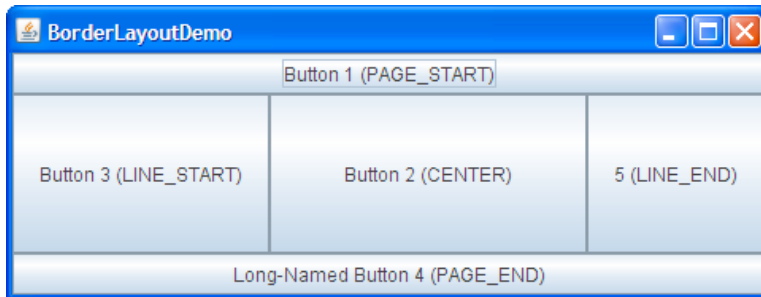 BorderLayoutDemo
Button 1 (PAGE_START)
Button 3 (LINE_START) Button 2 (CENTER) 5 (LINE_END)
Long-Named Button 4 (PAGE_END)